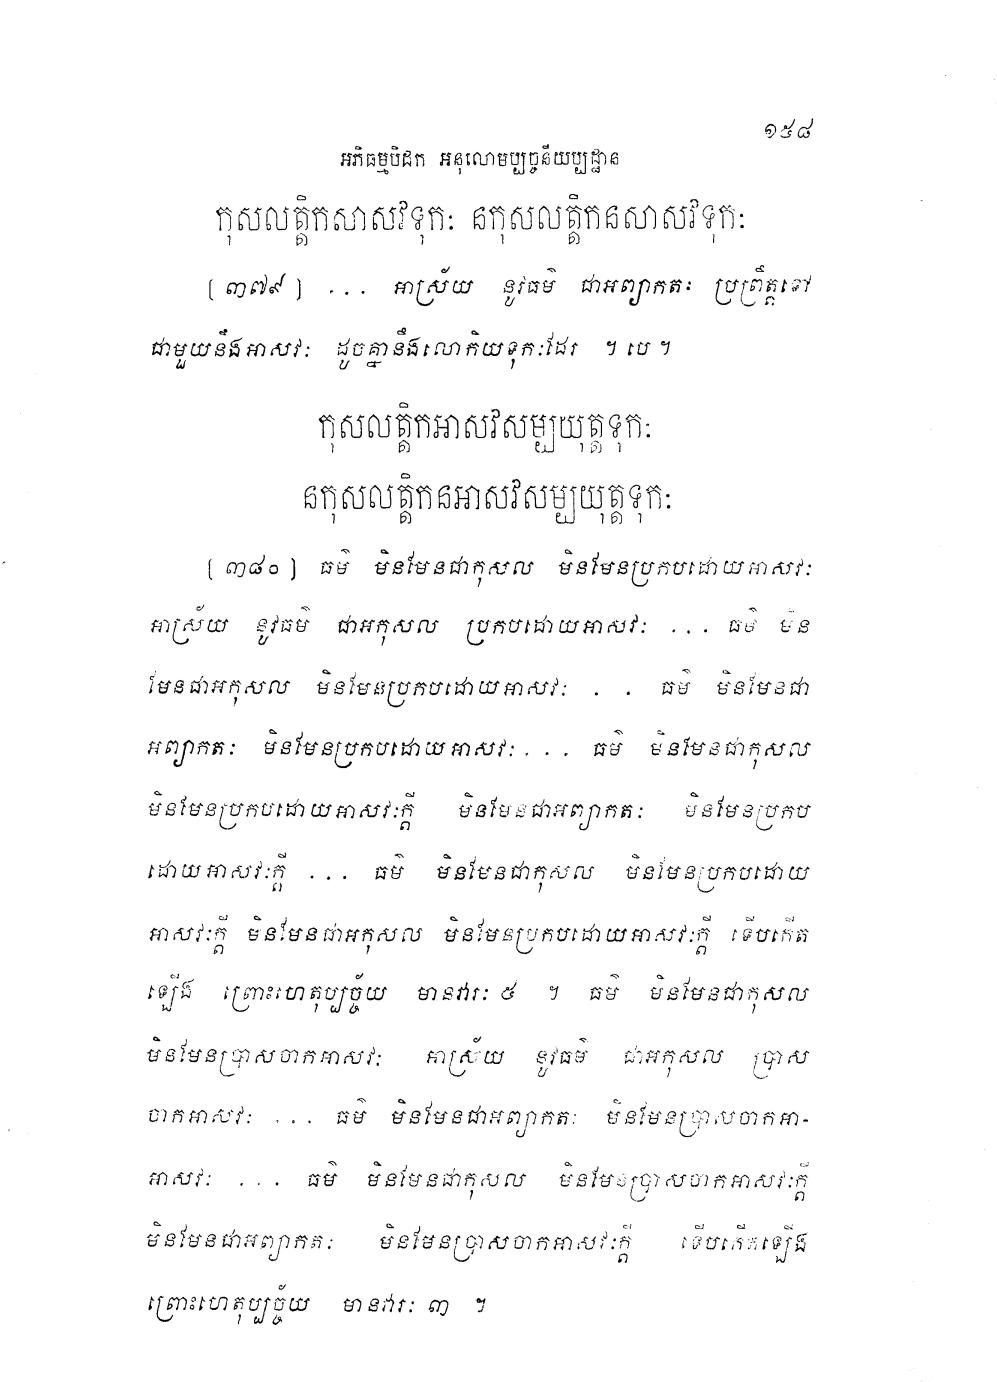 ១៥៨
អភិធម្មបិដក អនុលោមប្បច្ចនីយប្បដ្ឋាន
កុសលត្តិកសាសវទុកៈ នកុសលត្តិកនសាសវទុកៈ
[ ៣៧៩ ] ... អាស្រ័យ នូវធម៌ ជាអព្យាកតៈ ប្រព្រឹត្តទៅ
ជាមួយនឹងអាសវៈ ដូចគ្នានឹងលោកិយទុកៈដែរ ។ បេ ។
កុសលត្តិកអាសវសម្បយុត្តទុកៈ
នកុសលត្តិកនអាសវសម្បយុត្តទុកៈ
[ ៣៨០ ] ធម៌ មិនមែនជាកុសល មិនមែនប្រកបដោយអាសវៈ
អាស្រ័យ នូវធម៌ ជាអកុសល ប្រកបដោយអាសវៈ ... ធម៌ មិន
មែនជាអកុសល មិនមែនប្រកបដោយអាសវៈ . . ធម៌ មិនមែនជា
អព្យាកតៈ មិនមែនប្រកបដោយអាសវៈ ... ធម៌ មិនមែនជាកុសល
មិនមែនប្រកបដោយអាសវៈក្តី មិនមែនជាអព្យាកតៈ មិនមែនប្រកប
ដោយអាសវៈក្តី ... ធម៌ មិនមែនជាកុសល មិនមែនប្រកបដោយ
អាសវៈក្តី មិនមែនជាអកុសល មិនមែនប្រកបដោយអាសវៈក្តី ទើបកើត
ឡើង ព្រោះហេតុប្បច្ច័យ មានវារៈ ៥ ។ ធម៌ មិនមែនជាកុសល
មិនមែនប្រាសចាកអាសវៈ អាស្រ័យ នូវធម៌ ជាអកុសល ប្រាស
ចាកអាសវៈ ... ធម៌ មិនមែនជាអព្យាកតៈ មិនមែនប្រាសចាកអា-
អាសវៈ ... ធម៌ មិនមែនជាកុសល មិនមែនប្រាសចាកអាសវៈក្តី
មិនមែនជាអព្យាកតៈ មិនមែនប្រាសចាកអាសវៈក្តី ទើបកើតឡើង
ព្រោះហេតុប្បច្ច័យ មានវារៈ ៣ ។